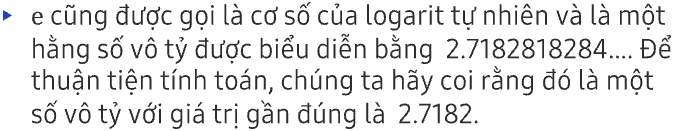 ▶ e cũng được gọi là cơ số của logarit tự nhiên và là một
hằng số vô tỷ được biểu diễn bằng 2.7182818284.... Để
thuận tiện tính toán, chúng ta hãy coi rằng đó là một
số vô tỷ với giá trị gần đúng là 2.7182.